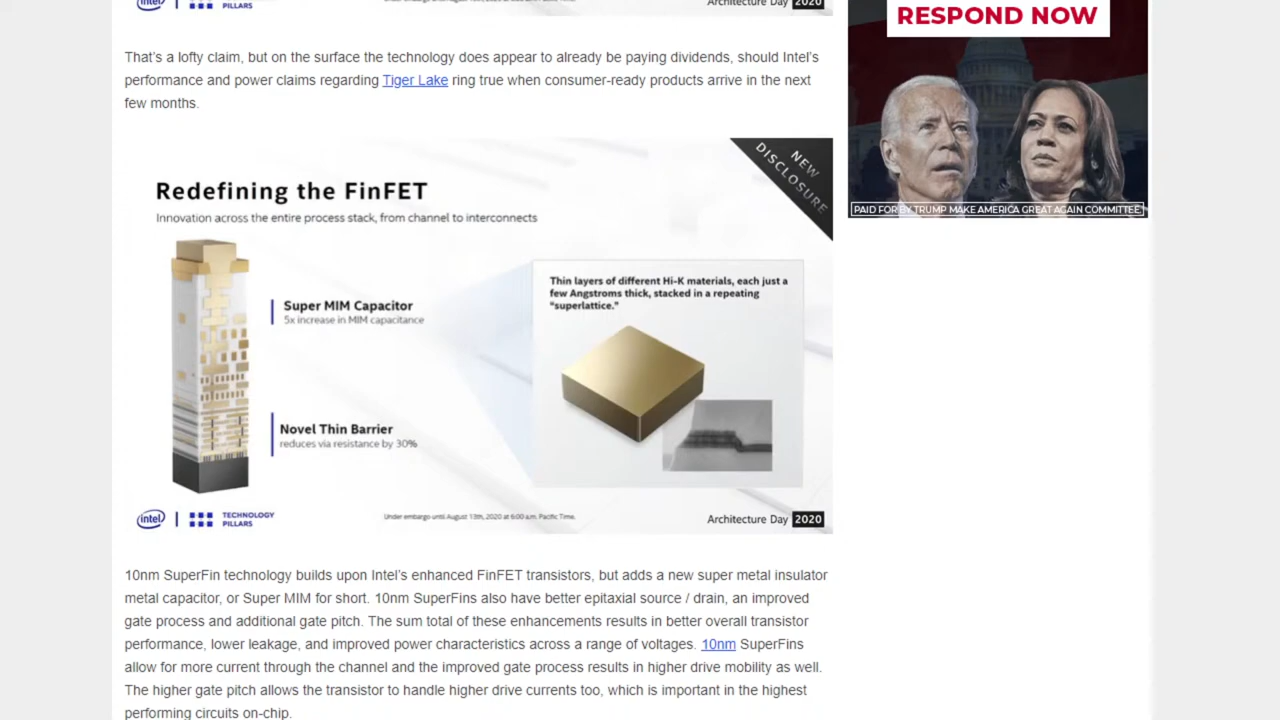 intel
PILLARS
Architecture Day 2020
RESPOND NOW
That's a lofty claim, but on the surface the technology does appear to already be paying dividends, should Intel's
performance and power claims regarding Tiger Lake ring true when consumer-ready products arrive in the next
few months.
NEW
DISCLOSURE
Redefining the FinFET
Innovation across the entire process stack, from channel to interconnects
Thin layers of different Hi-K materials, each just a
few Angstroms thick, stacked in a repeating
"superlattice."
Super MIM Capacitor
5x increase in MIM capacitance
Novel Thin Barrier
reduces via resistance by 30%
intel
TECHNOLOGY
PILLARS
Under embargo until August 13th, 2020 at 6:00 a.m. Pacific Time.
Architecture Day 2020
PAID FOR BY TRUMP MAKE AMERICA GREAT AGAIN COMMITTEE.
10nm SuperFin technology builds upon Intel's enhanced FinFET transistors, but adds a new super metal insulator
metal capacitor, or Super MIM for short. 10nm SuperFins also have better epitaxial source / drain, an improved
gate process and additional gate pitch. The sum total of these enhancements results in better overall transistor
performance, lower leakage, and improved power characteristics across a range of voltages. 10nm SuperFins
allow for more current through the channel and the improved gate process results in higher drive mobility as well.
The higher gate pitch allows the transistor to handle higher drive currents too, which is important in the highest
performing circuits on-chip.